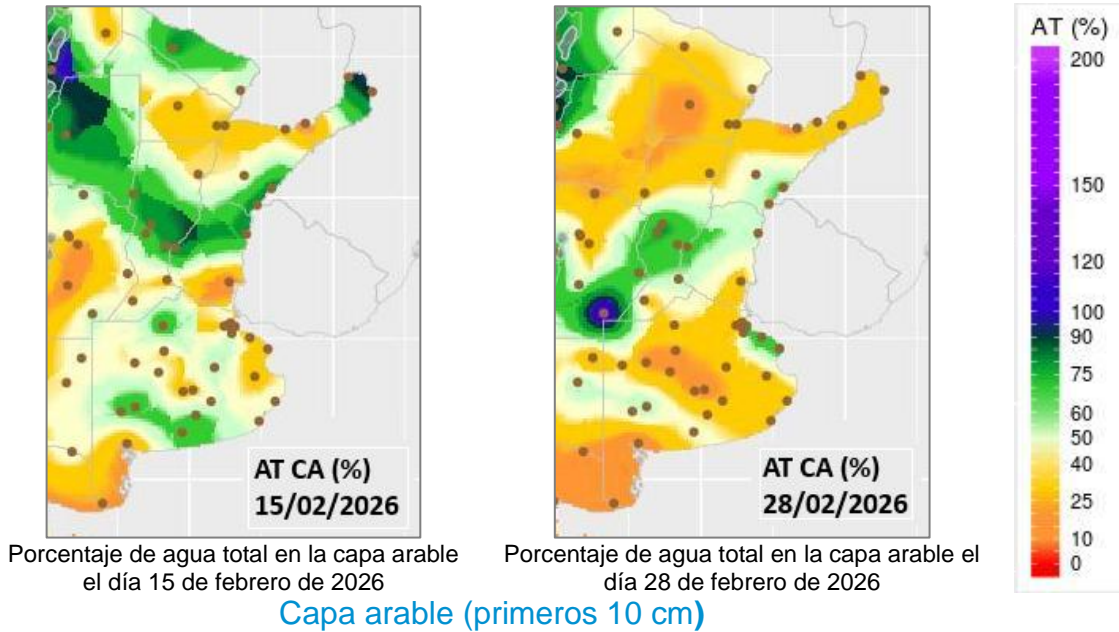 AT CA (%)
15/02/2026
AT CA (%)
28/02/2026
AT (%)
200
150
120
100
90
75
60
50
40
25
10
0
Porcentaje de agua total en la capa arable
el día 15 de febrero de 2026
Porcentaje de agua total en la capa arable el
día 28 de febrero de 2026
Capa arable (primeros 10 cm)